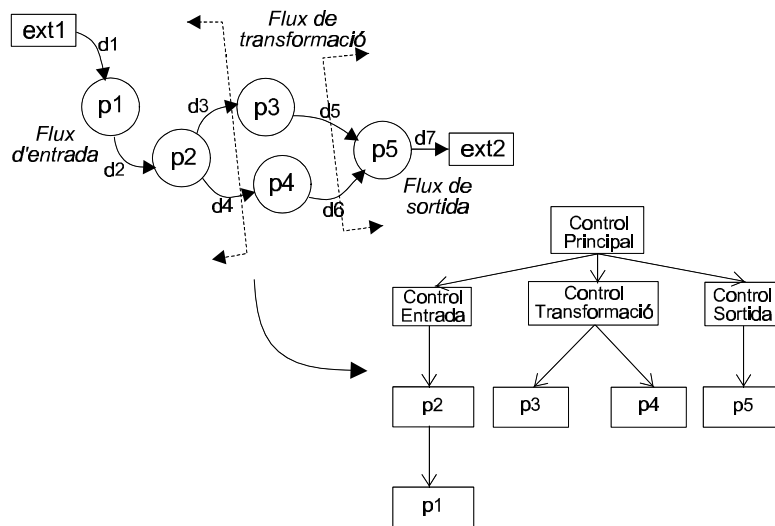 ext1
d1
Flux de
transformació
p1
d3
p3
d5
Flux
d'entrada
d2
p2
d4
p4
d6
p5
d7
ext2
Flux de
sortida
Control
Principal
Control
Entrada
Control
Transformació
Control
Sortida
p2
p3
p4
p5
p1